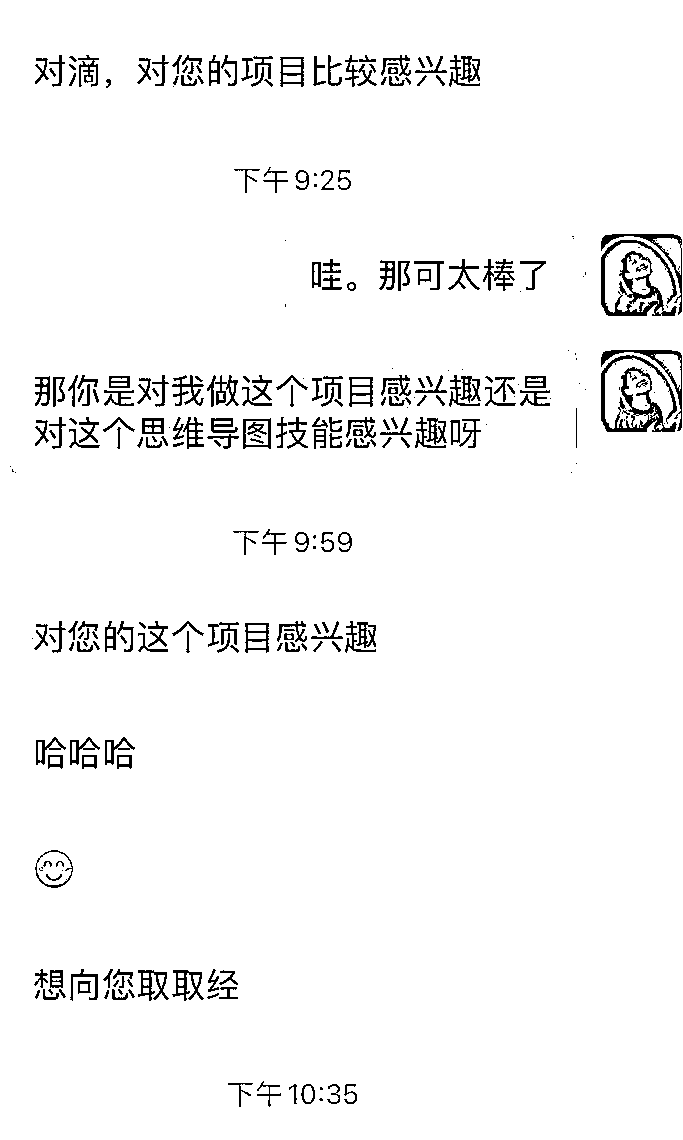 对滴，对您的项目比较感兴趣
下午9:25
哇。那可太棒了
那你是对我做这个项目感兴趣还是
对这个思维导图技能感兴趣呀
下午9:59
对您的这个项目感兴趣
哈哈哈
想向您取取经
下午10:35